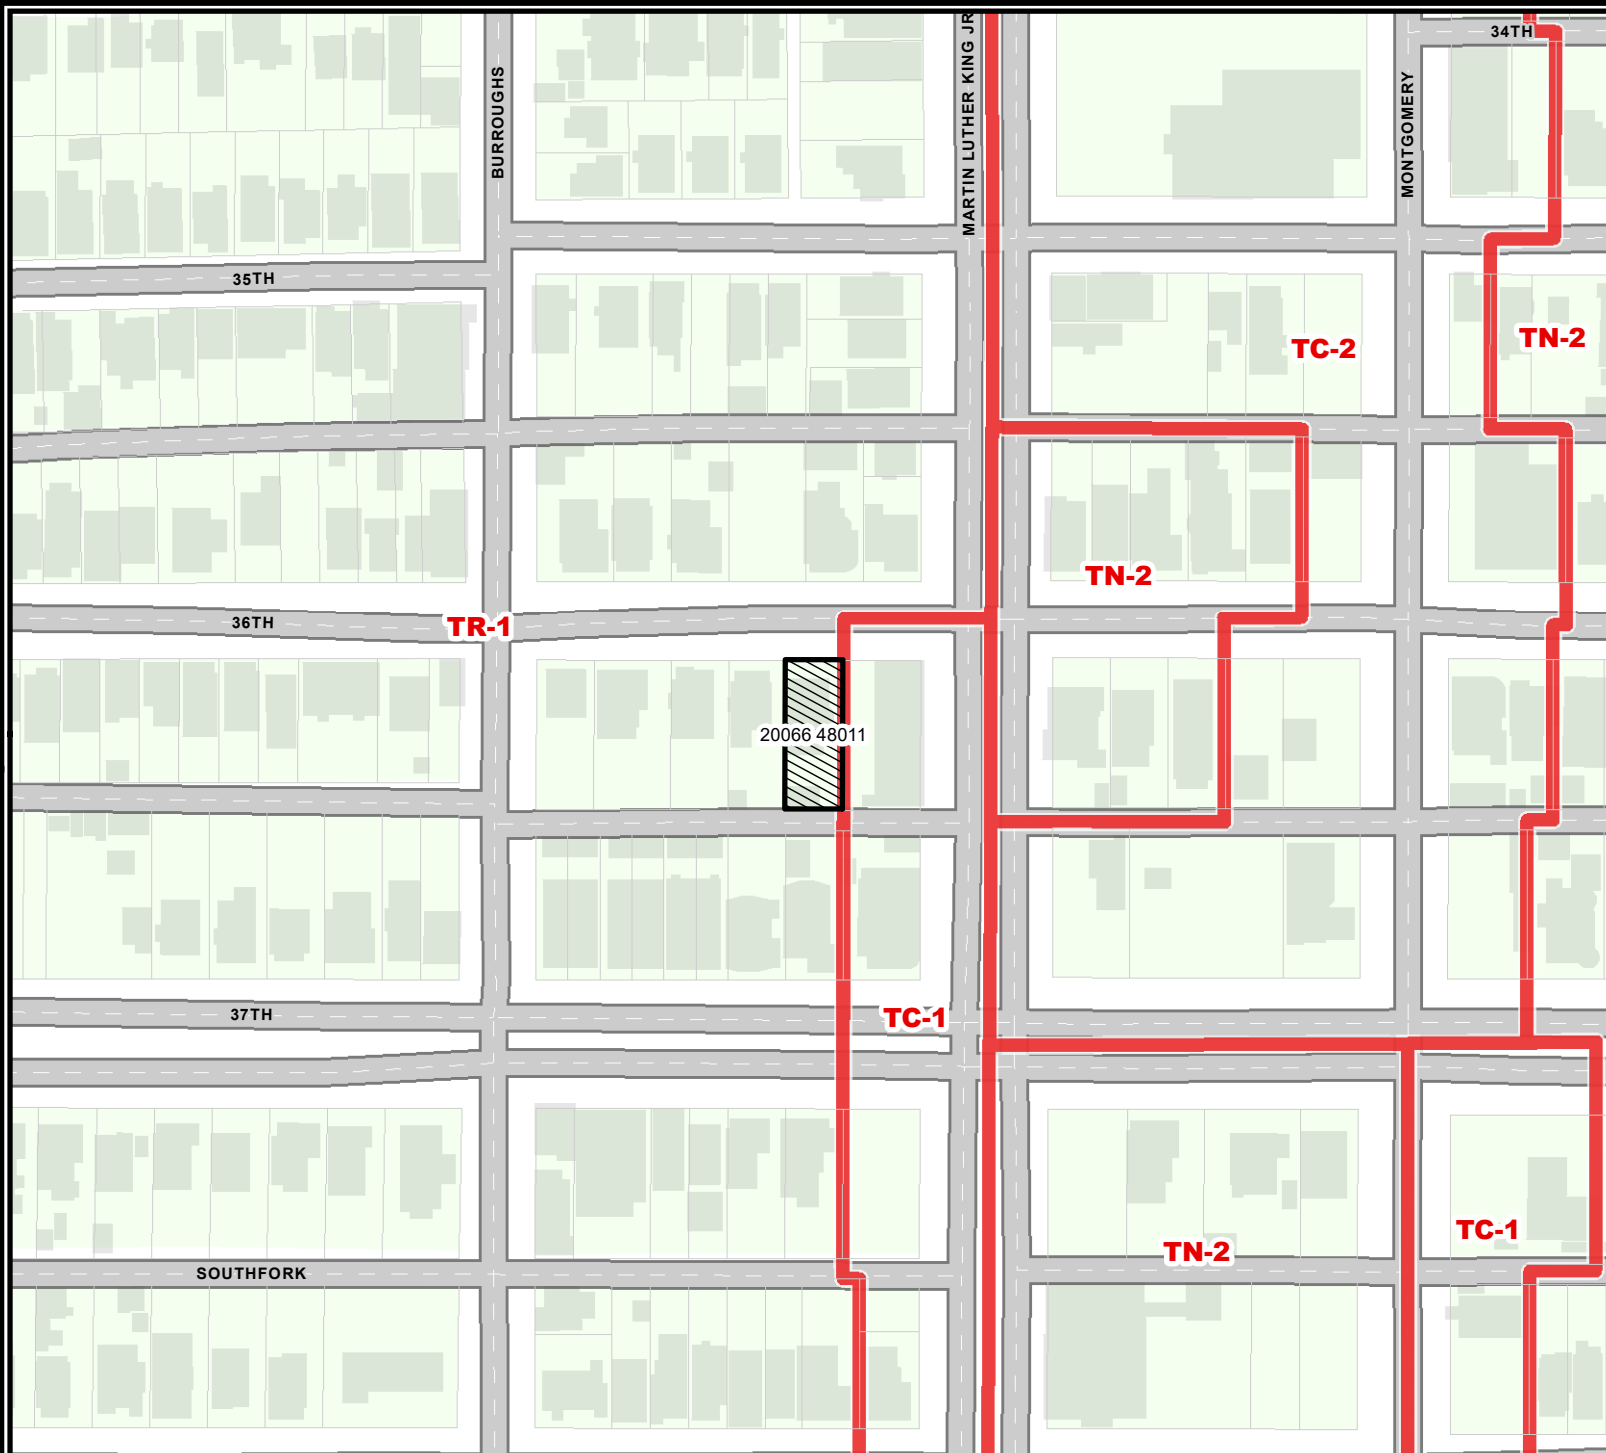 34TH
BURROUGHS
MARTIN LUTHER KING JR
MONTGOMERY
35TH
TC-2
TN-2
TN-2
36TH
TR-1
20066 48011
37TH
TC-1
SOUTHFORK
TN-2
TC-1